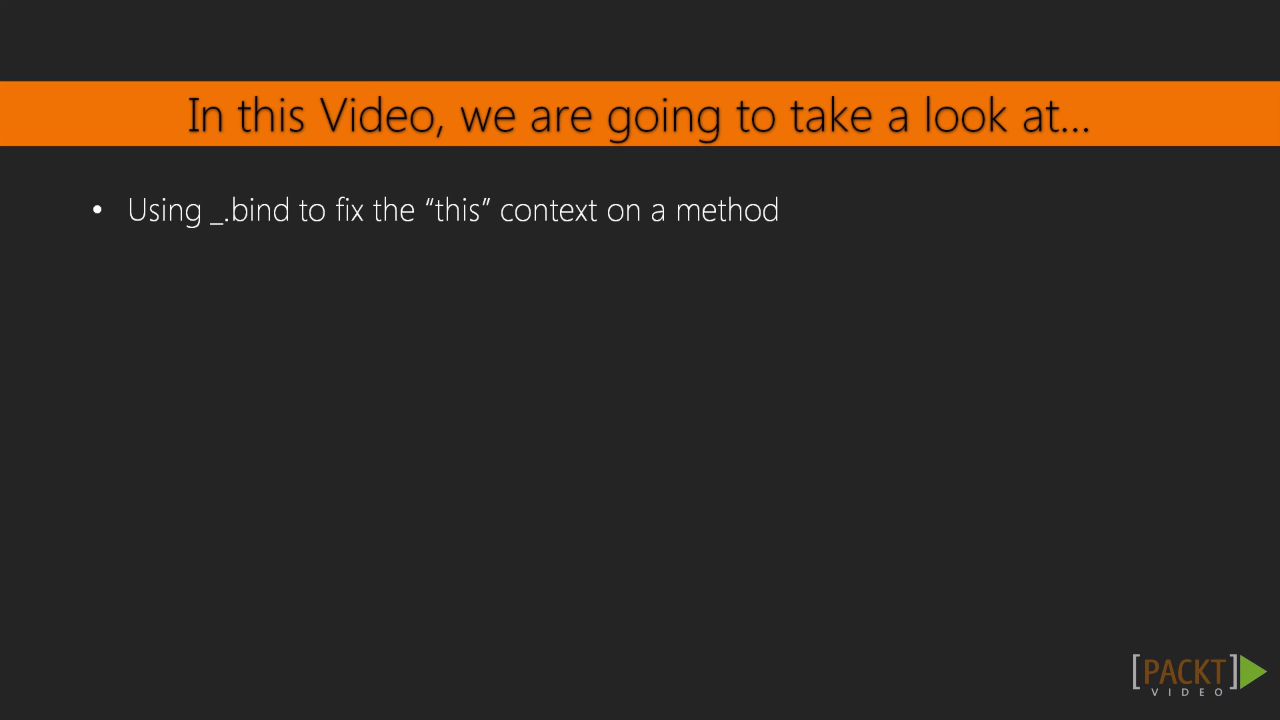 In this Video, we are going to take a look at...
• Using _.bind to fix the “this” context on a method
[PACKT]
VIDEO